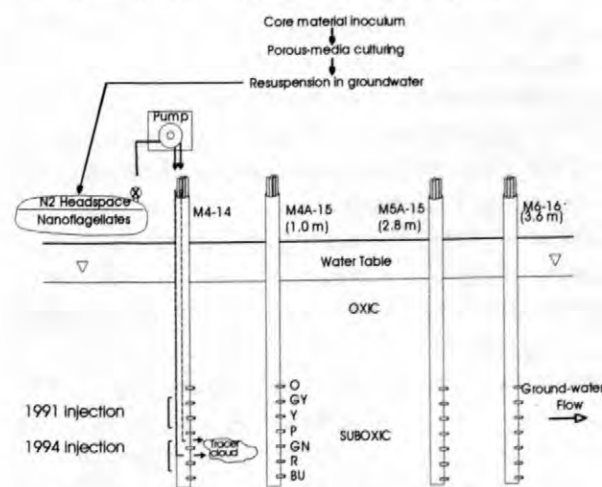 Core material inoculum
Porous-media culturing
Resuspension in groundwater
Pump
N2 Headspace
Nanoflagellates
M4-14
M4A-15
(1.0 m)
M5A-15
(2.8 m)
M6-16
(3.6 m)
Water Table
OXIC
1991 injection
1994 injection
Tracer
cloud
O
GY
Y
P
GN
R
BU
SUBOXIC
Ground-water
Flow